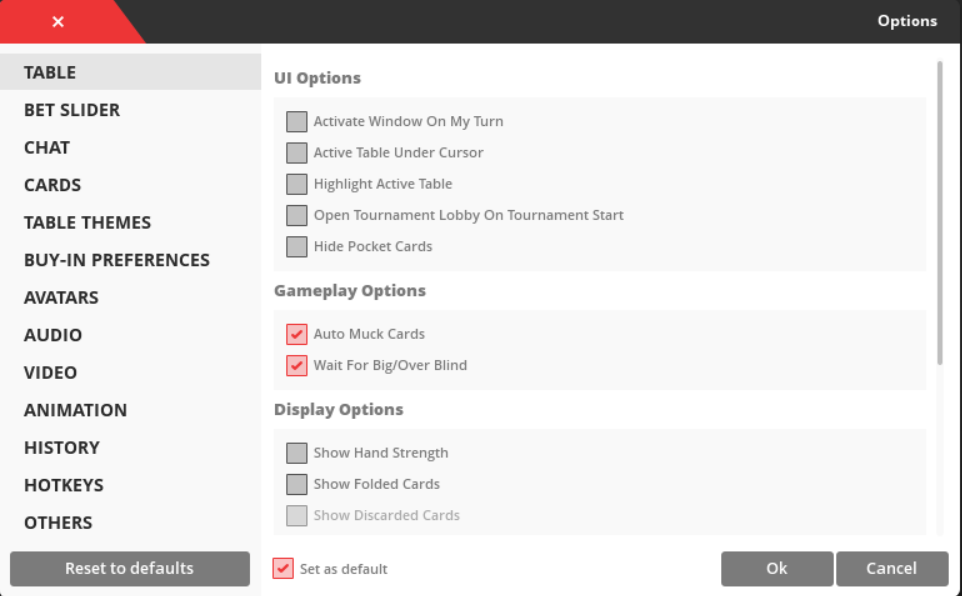 Options
TABLE
BET SLIDER
CHAT
CARDS
TABLE THEMES
BUY-IN PREFERENCES
AVATARS
AUDIO
VIDEO
ANIMATION
HISTORY
HOTKEYS
OTHERS
Reset to defaults
UI Options
Activate Window On My Turn
Active Table Under Cursor
Highlight Active Table
Open Tournament Lobby On Tournament Start
Hide Pocket Cards
Gameplay Options
Auto Muck Cards
Wait For Big/Over Blind
Display Options
Show Hand Strength
Show Folded Cards
Show Discarded Cards
Set as default
Ok
Cancel